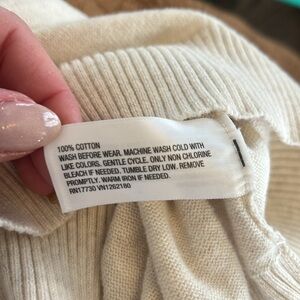 100% COTTON
WASH BEFORE WEAR. MACHINE WASH COLD WITH
LIKE COLORS. GENTLE CYCLE. ONLY NON CHLORINE
BLEACH IF NEEDED. TUMBLE DRY LOW. REMOVE
PROMPTLY. WARM IRON IF NEEDED.
RN17730 VN1262180